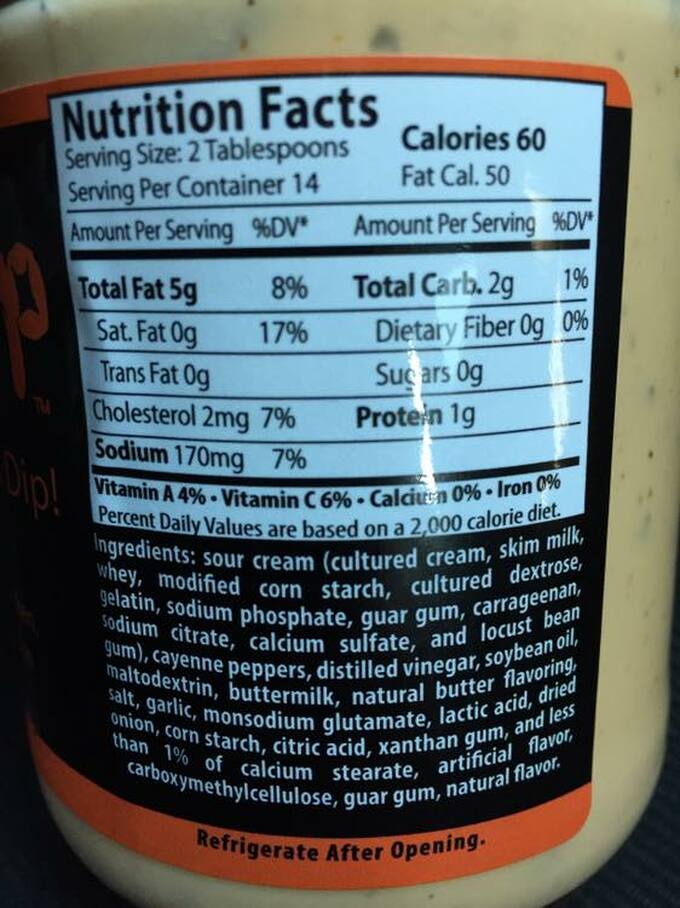 Nutrition Facts
Serving Size: 2 Tablespoons
Serving Per Container 14
Calories 60
Fat Cal. 50
Amount Per Serving %DV* Amount Per Serving %DV*
Total Fat 5g 8% Total Carb. 2g 1%
Sat. Fat 0g 17% Dietary Fiber 0g 0%
Trans Fat 0g Sugars 0g
Cholesterol 2mg 7% Protein 1g
Sodium 170mg 7%
Vitamin A 4% • Vitamin C 6% • Calcium 0% • Iron 0%
Percent Daily Values are based on a 2,000 calorie diet.
Ingredients: sour cream (cultured cream, skim milk,
whey, modified corn starch, cultured dextrose,
gelatin, sodium phosphate, guar gum, carrageenan,
sodium citrate, calcium sulfate, and locust bean
gum), cayenne peppers, distilled vinegar, soybean oil,
maltodextrin, buttermilk, natural butter flavoring,
salt, garlic, monosodium glutamate, lactic acid, dried
onion, corn starch, citric acid, xanthan gum, and less
than 1% of calcium stearate, artificial flavor,
carboxymethylcellulose, guar gum, natural flavor.
Refrigerate After Opening.
p
TM
Dip!